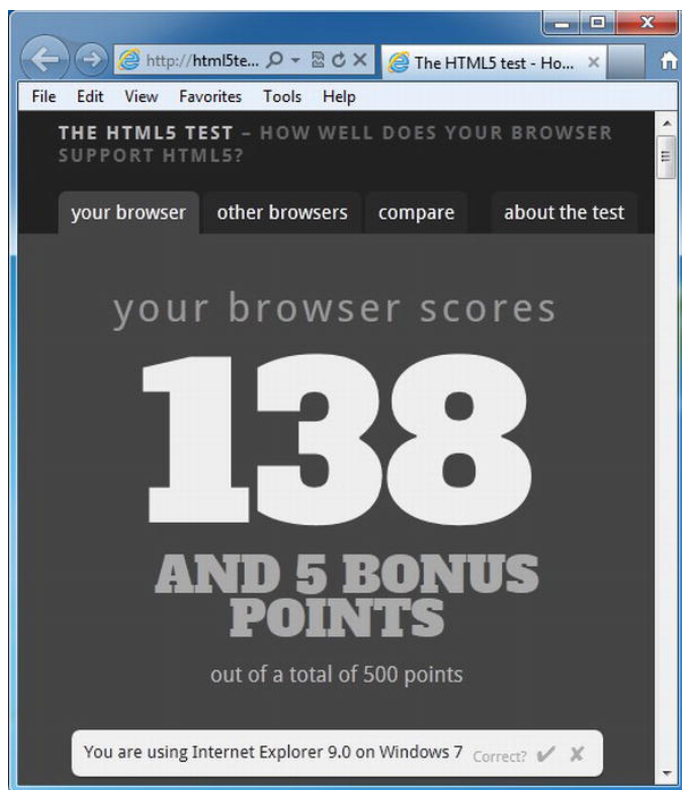 http://html5te...
The HTML5 test - Ho...
File Edit View Favorites Tools Help
THE HTML5 TEST – HOW WELL DOES YOUR BROWSER
SUPPORT HTML5?
your browser other browsers compare about the test
your browser scores
138
AND 5 BONUS
POINTS
out of a total of 500 points
You are using Internet Explorer 9.0 on Windows 7 Correct? ✔ ✘